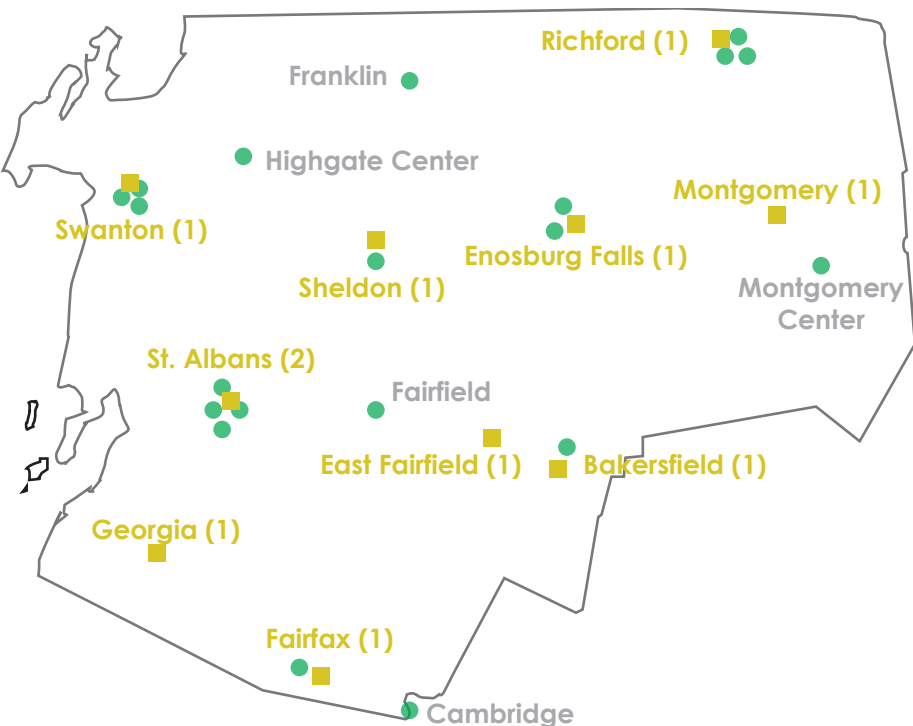 Richford (1)
Franklin
Highgate Center
Montgomery (1)
Swanton (1)
Enosburg Falls (1)
Sheldon (1)
Montgomery
Center
St. Albans (2)
Fairfield
East Fairfield (1)
Bakersfield (1)
Georgia (1)
Fairfax (1)
Cambridge